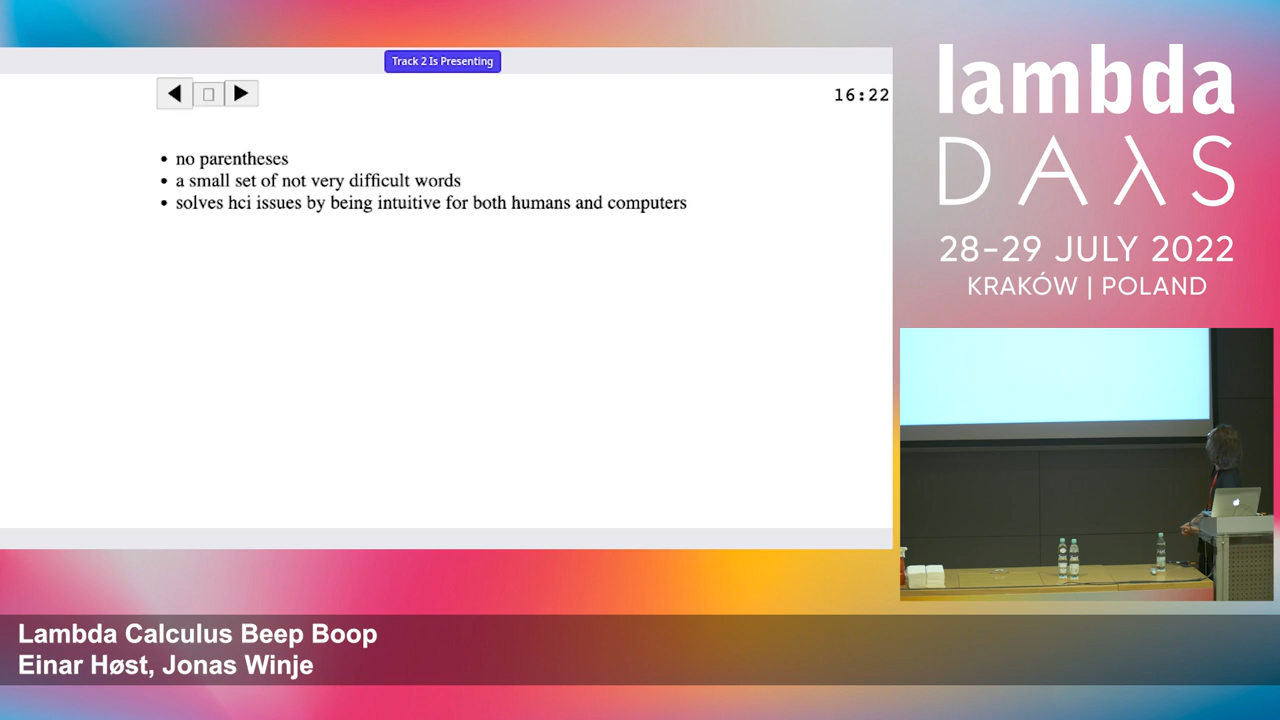 Track 2 Is Presenting
16:22
• no parentheses
• a small set of not very difficult words
• solves hci issues by being intuitive for both humans and computers
lambda
DAλS
28–29 JULY 2022
KRAKÓW | POLAND
Lambda Calculus Beep Boop
Einar Høst, Jonas Winje